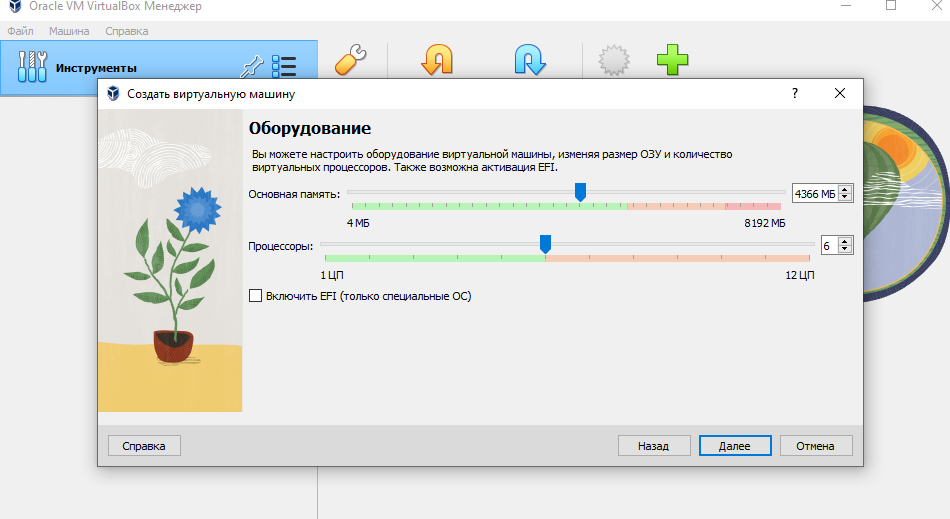 Oracle VM VirtualBox Менеджер
Файл Машина Справка
Инструменты
Создать виртуальную машину ?
Оборудование
Вы можете настроить оборудование виртуальной машины, изменяя размер ОЗУ и количество
виртуальных процессоров. Также возможна активация EFI.
Основная память: 4366 МБ
4 МБ 8192 МБ
Процессоры: 6
1 ЦП 12 ЦП
Включить EFI (только специальные ОС)
Справка Назад Далее Отмена